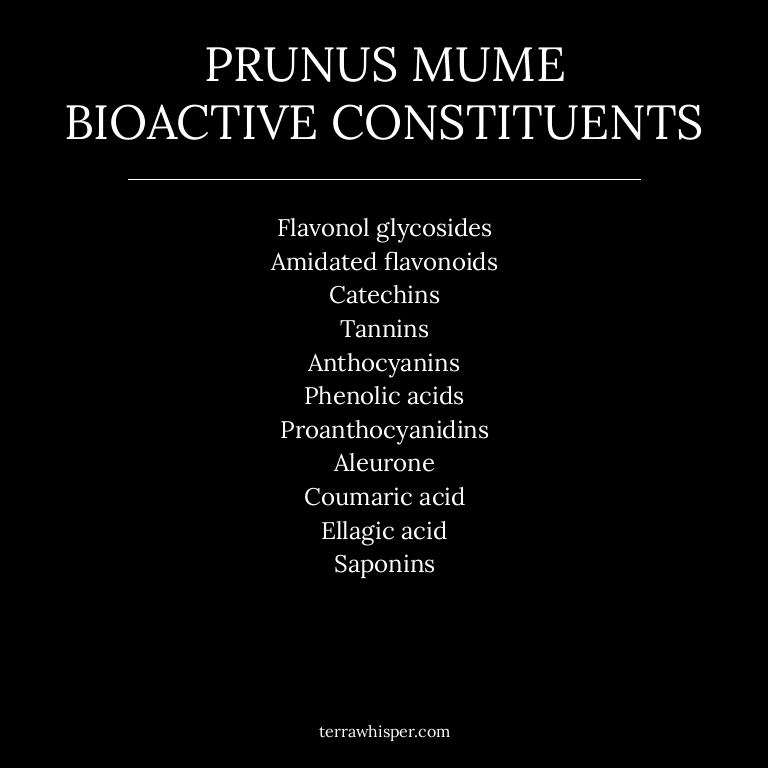 PRUNUS MUME
BIOACTIVE CONSTITUENTS
Flavonol glycosides
Amidated flavonoids
Catechins
Tannins
Anthocyanins
Phenolic acids
Proanthocyanidins
Aleurone
Coumaric acid
Ellagic acid
Saponins
terrawhisper.com